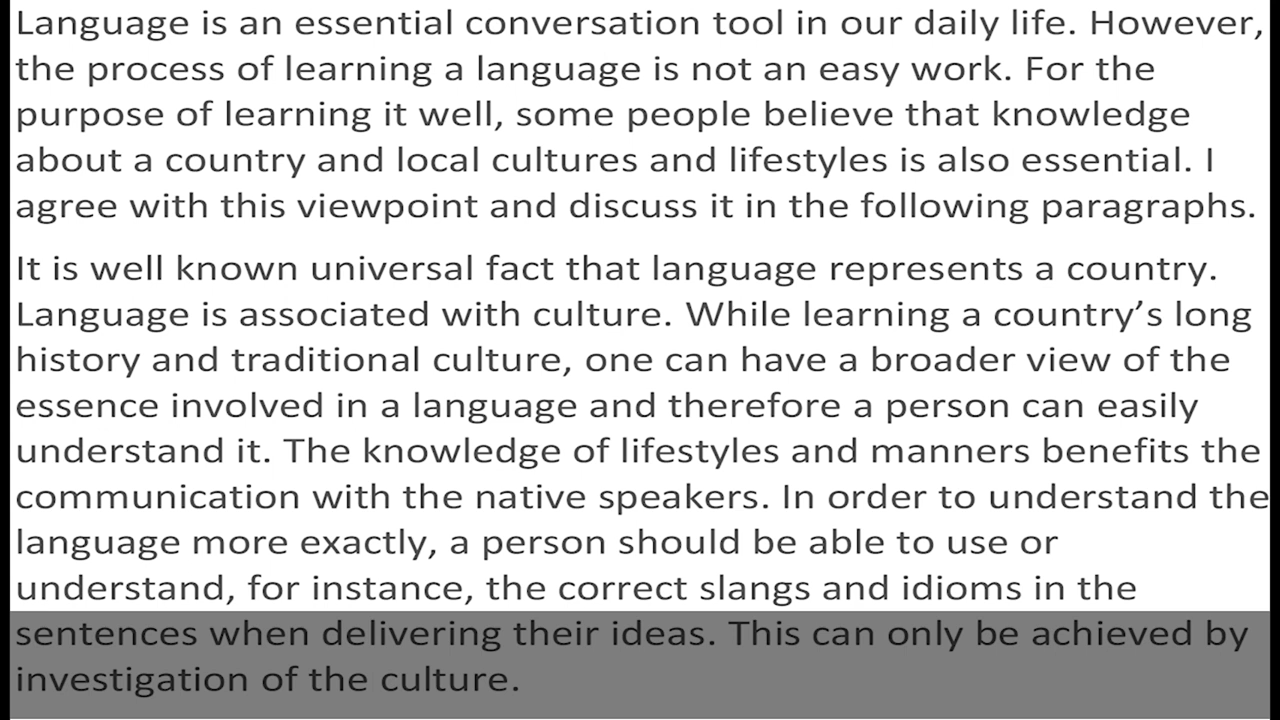 Language is an essential conversation tool in our daily life. However,
the process of learning a language is not an easy work. For the
purpose of learning it well, some people believe that knowledge
about a country and local cultures and lifestyles is also essential. I
agree with this viewpoint and discuss it in the following paragraphs.
It is well known universal fact that language represents a country.
Language is associated with culture. While learning a country’s long
history and traditional culture, one can have a broader view of the
essence involved in a language and therefore a person can easily
understand it. The knowledge of lifestyles and manners benefits the
communication with the native speakers. In order to understand the
language more exactly, a person should be able to use or
understand, for instance, the correct slangs and idioms in the
sentences when delivering their ideas. This can only be achieved by
investigation of the culture.